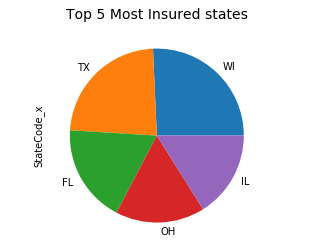 Top 5 Most Insured states
TX
WI
StateCode_x
FL
IL
OH